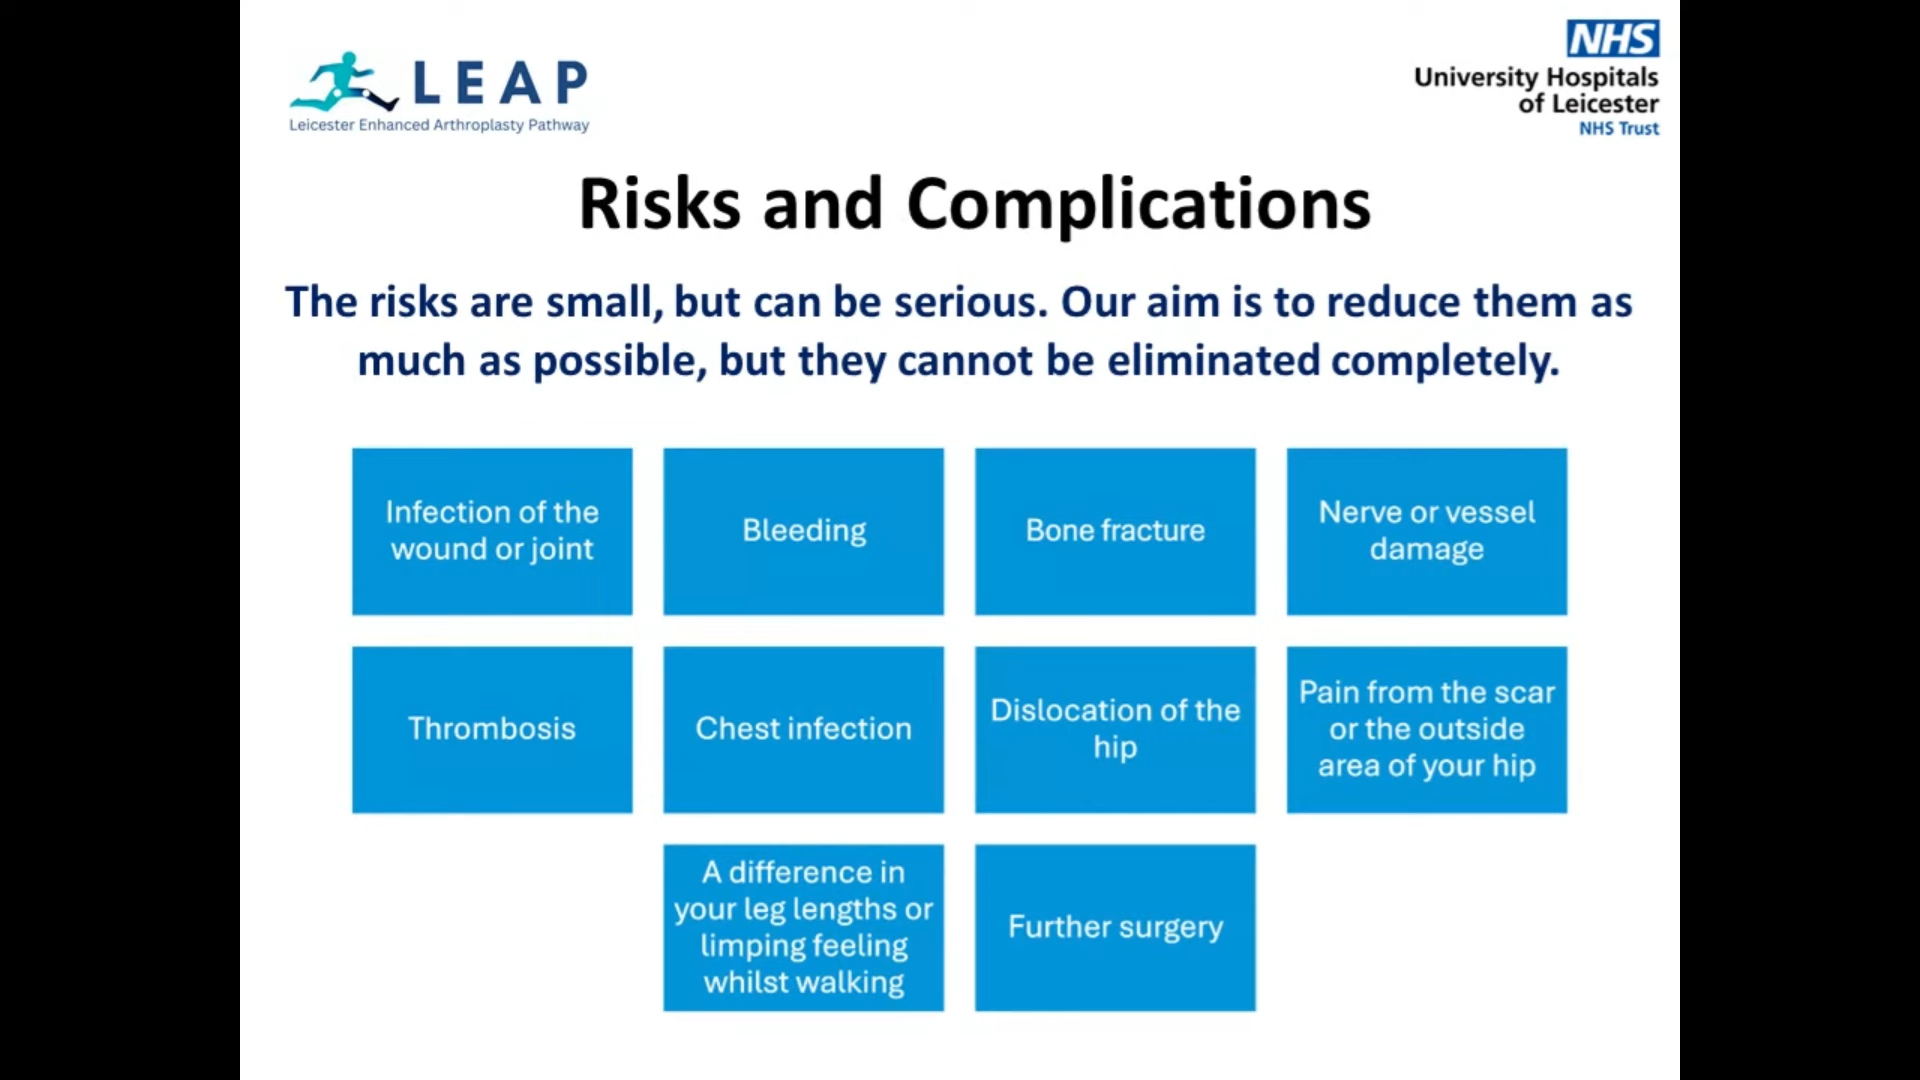 LEAP
Leicester Enhanced Arthroplasty Pathway
NHS
University Hospitals
of Leicester
NHS Trust
Risks and Complications
The risks are small, but can be serious. Our aim is to reduce them as
much as possible, but they cannot be eliminated completely.
Infection of the
wound or joint
Bleeding
Bone fracture
Nerve or vessel
damage
Thrombosis
Chest infection
Dislocation of the
hip
Pain from the scar
or the outside
area of your hip
A difference in
your leg lengths or
limping feeling
whilst walking
Further surgery